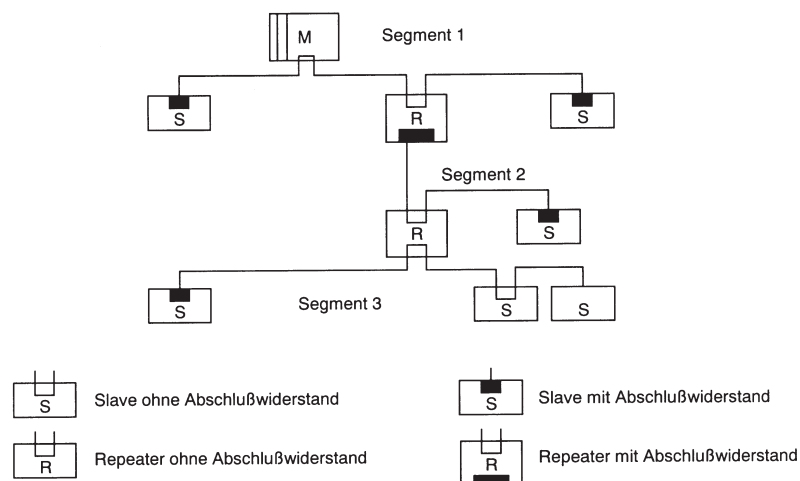 M
Segment 1
S
R
S
Segment 2
R
S
S
Segment 3
S
S
S
Slave ohne Abschlußwiderstand
S
Slave mit Abschlußwiderstand
R
Repeater ohne Abschlußwiderstand
R
Repeater mit Abschlußwiderstand